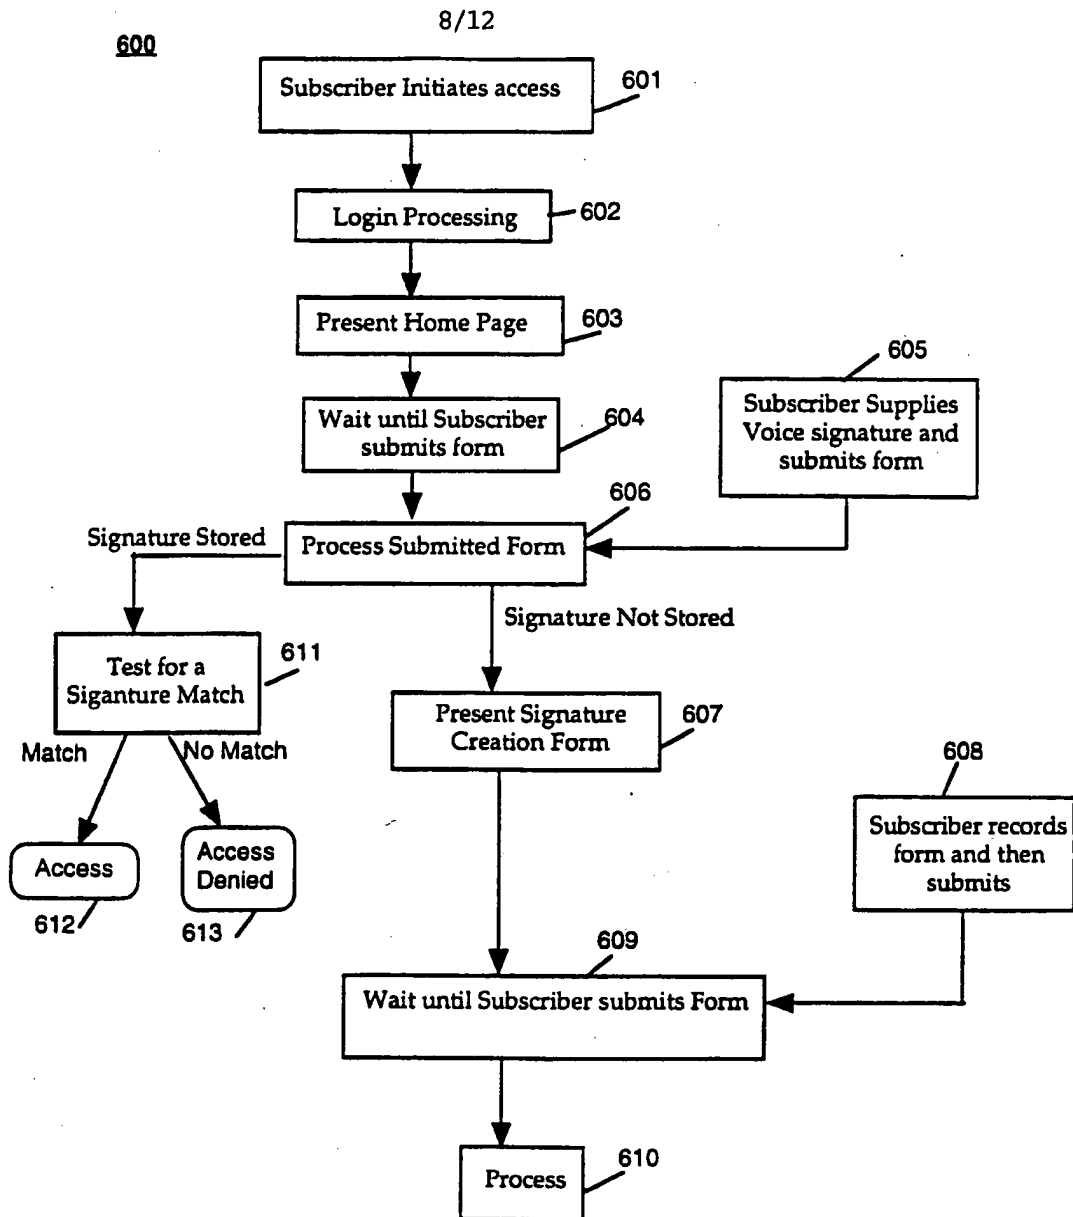 8/12
600
Subscriber Initiates access
601
Login Processing
602
Present Home Page
603
Wait until Subscriber
submits form
604
605
Subscriber Supplies
Voice signature and
submits form
606
Process Submitted Form
Signature Stored
Signature Not Stored
Test for a
Siganture Match
611
Match
No Match
Access
612
Access
Denied
613
Present Signature
Creation Form
607
608
Subscriber records
form and then
submits
609
Wait until Subscriber submits Form
Process
610